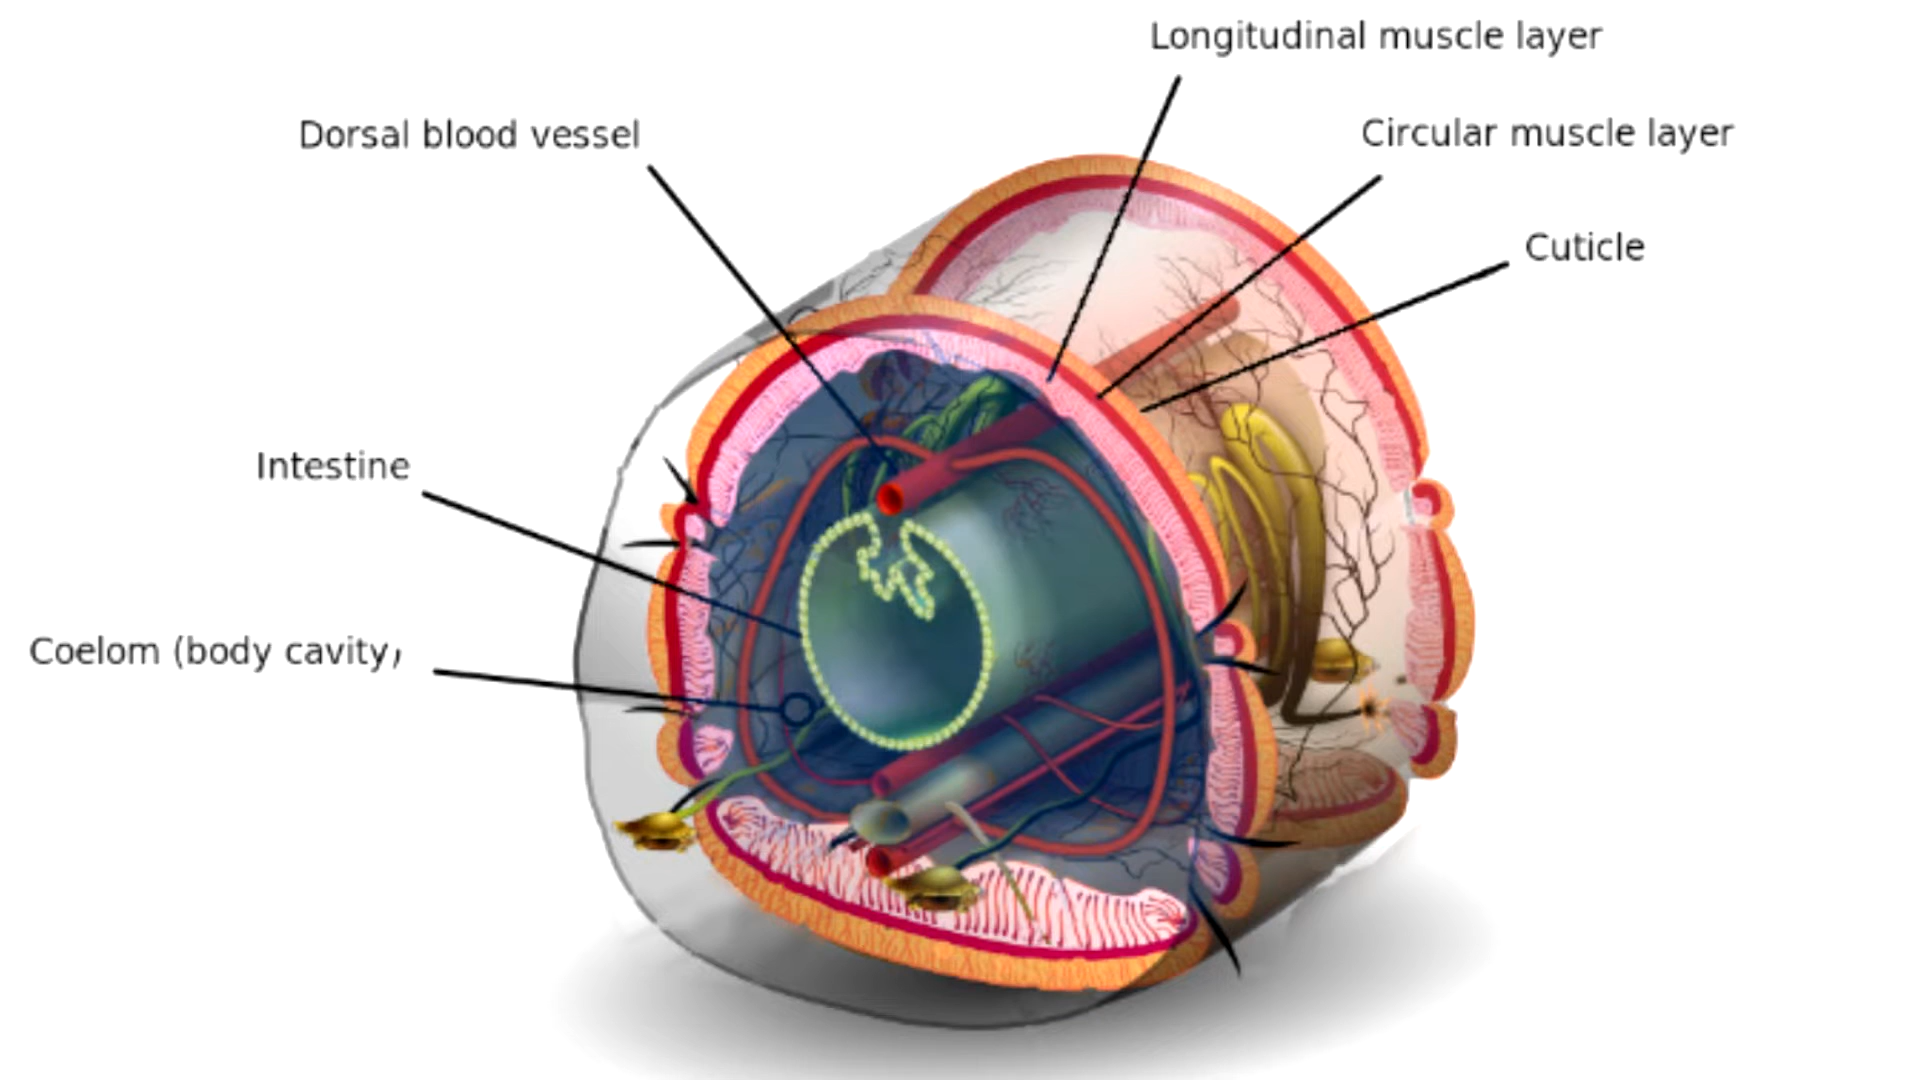 Longitudinal muscle layer
Dorsal blood vessel
Circular muscle layer
Cuticle
Intestine
Coelom (body cavity)